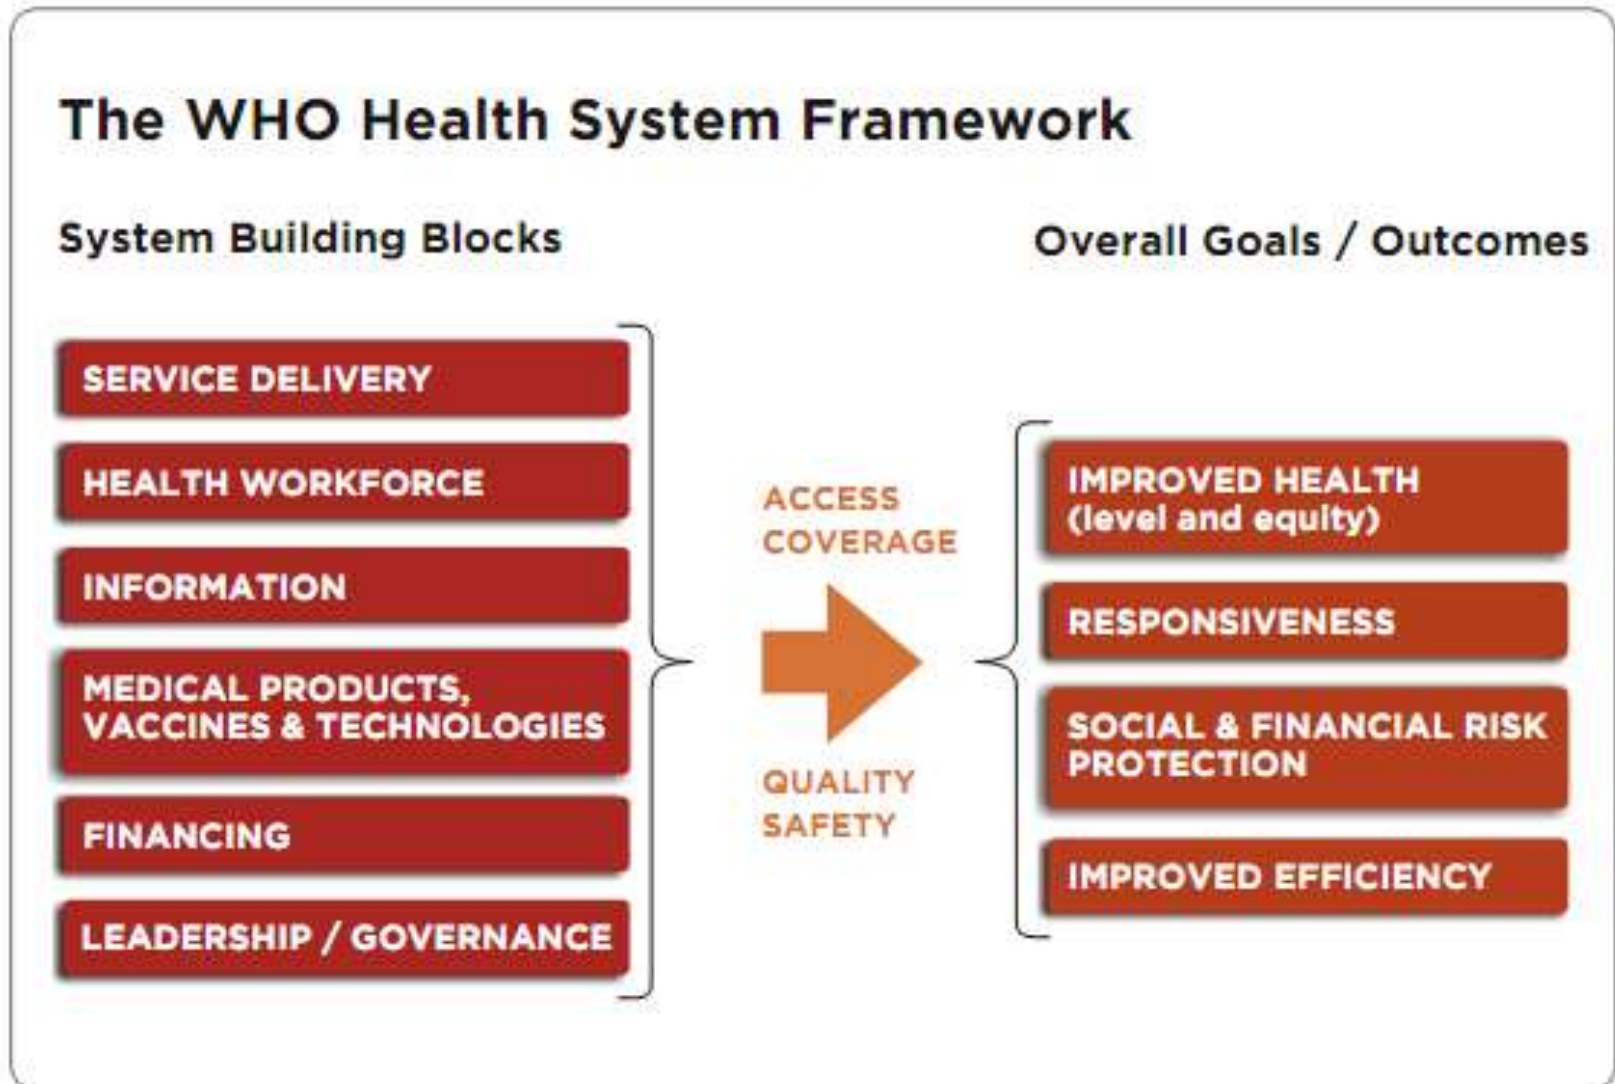 The WHO Health System Framework
System Building Blocks
Overall Goals / Outcomes
SERVICE DELIVERY
HEALTH WORKFORCE
INFORMATION
MEDICAL PRODUCTS,
VACCINES & TECHNOLOGIES
FINANCING
LEADERSHIP / GOVERNANCE
ACCESS
COVERAGE
QUALITY
SAFETY
IMPROVED HEALTH
(level and equity)
RESPONSIVENESS
SOCIAL & FINANCIAL RISK
PROTECTION
IMPROVED EFFICIENCY